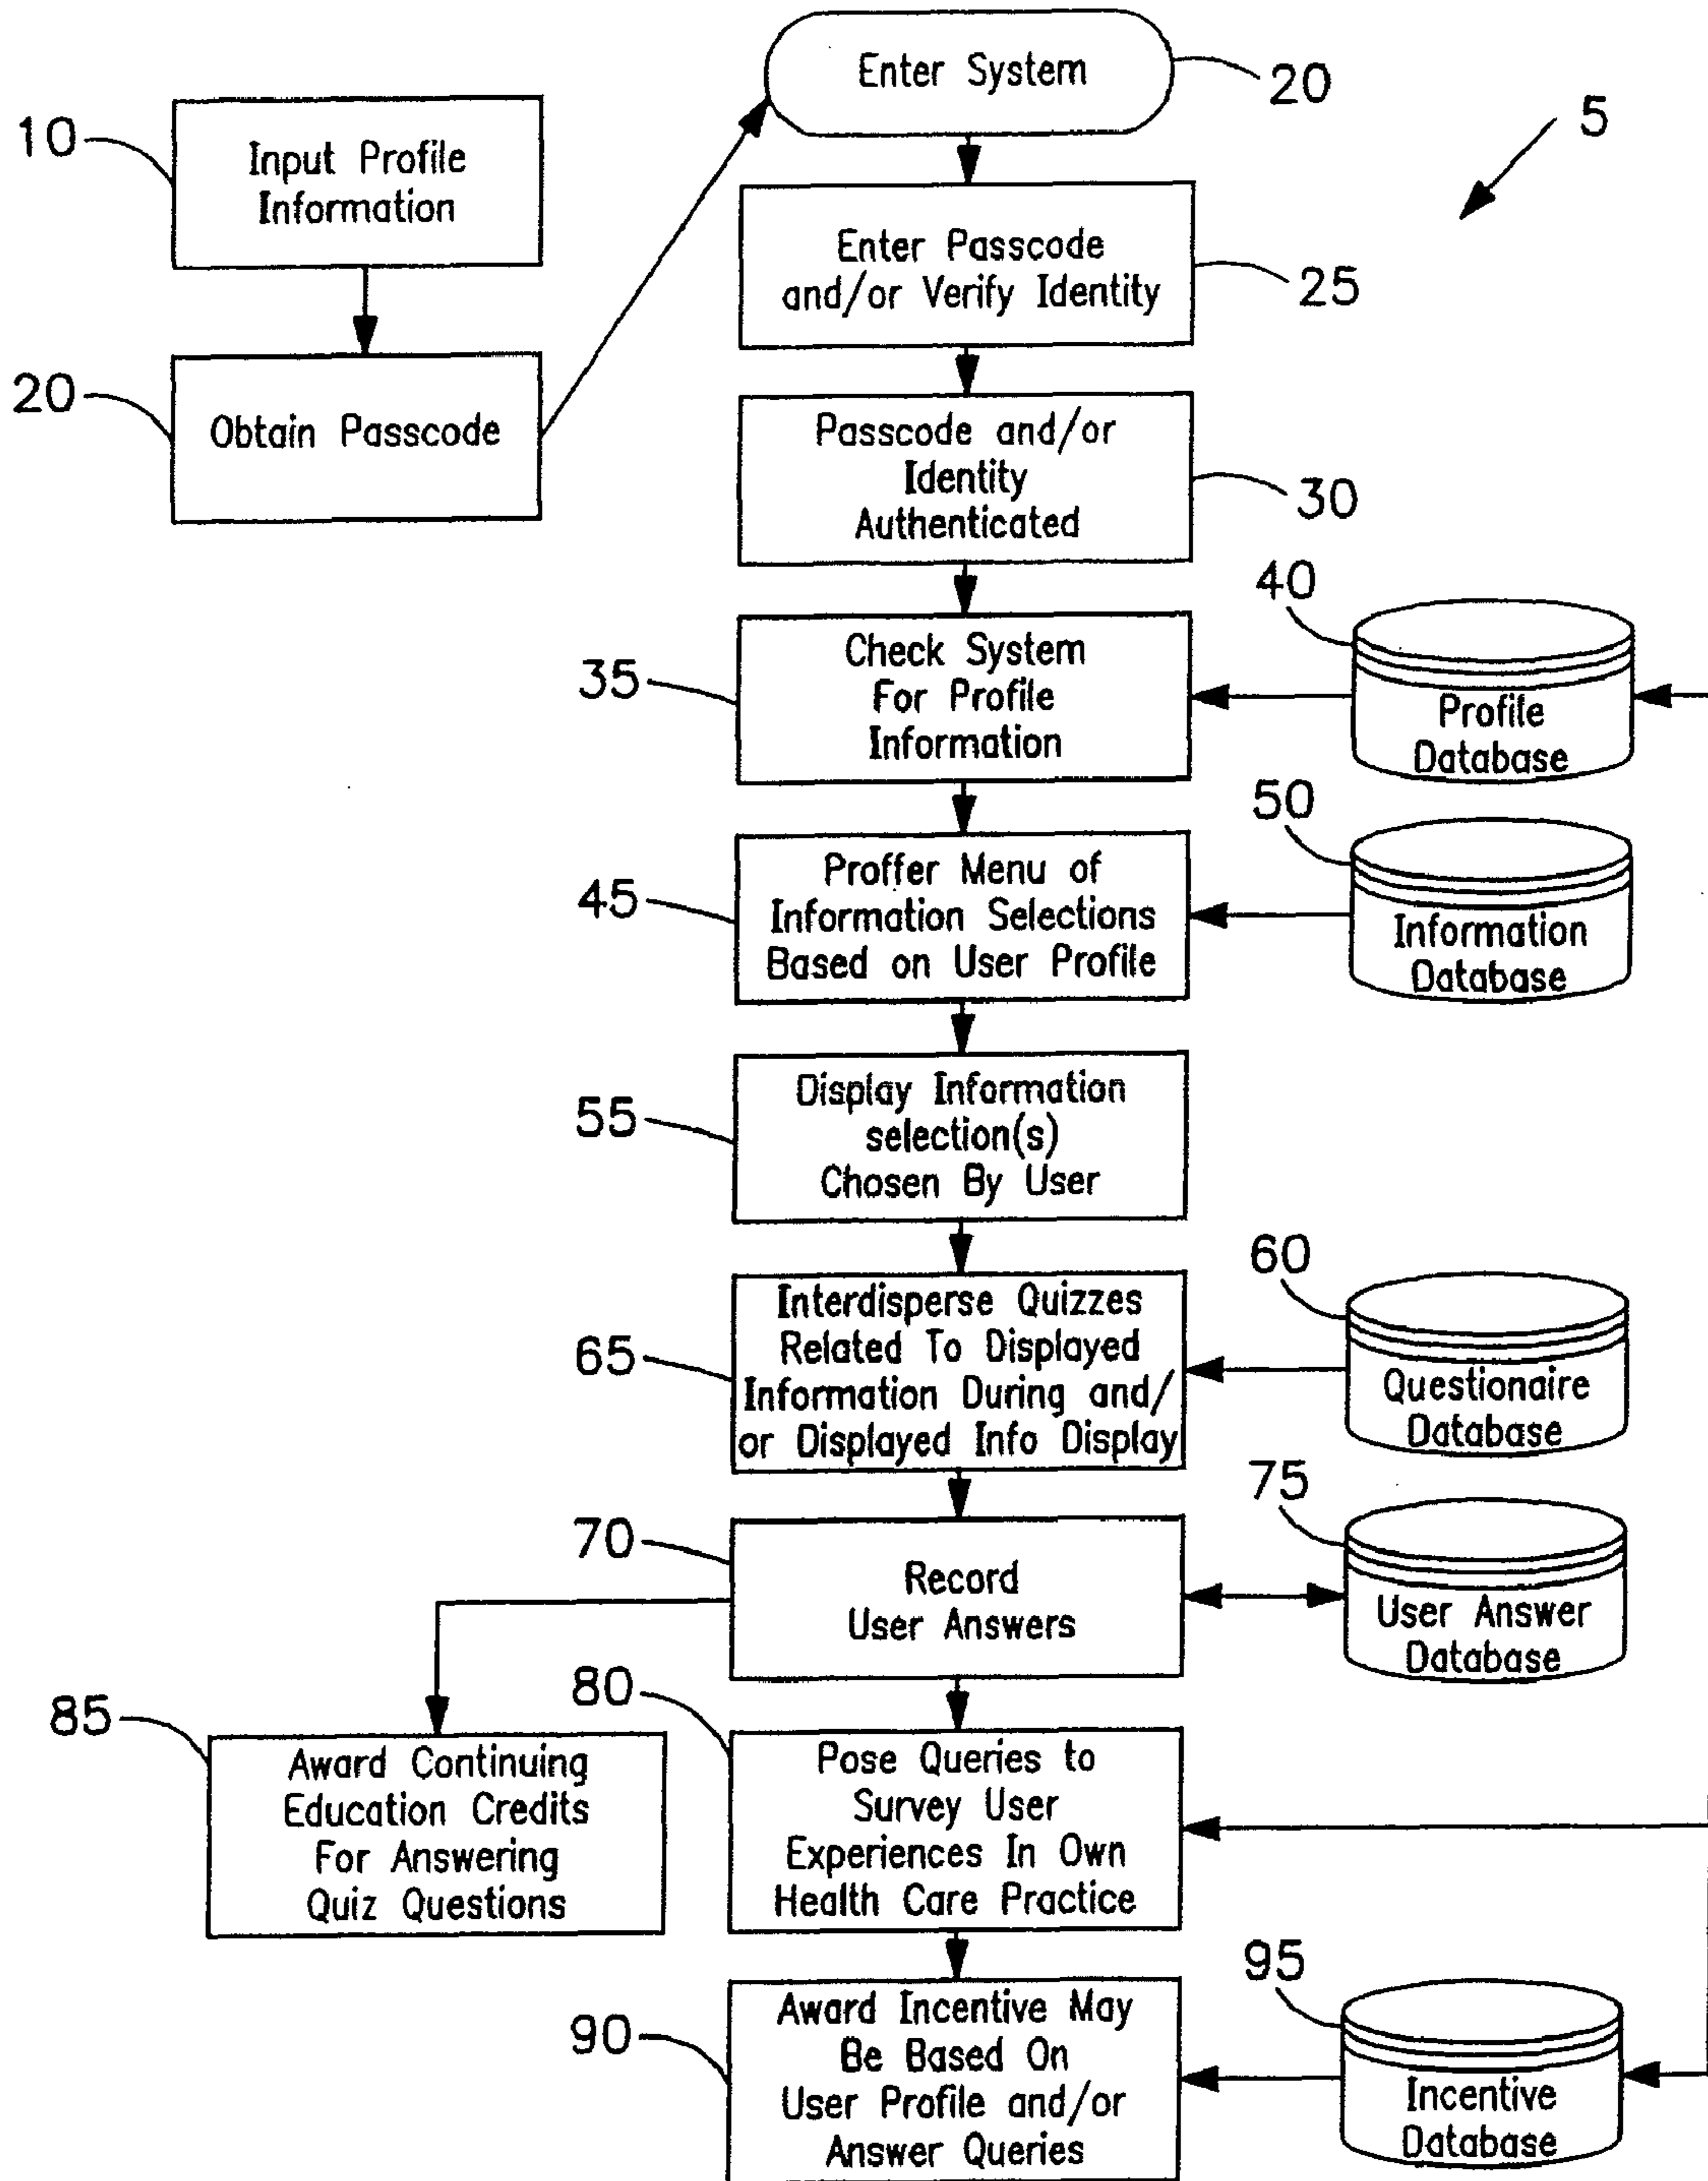 Enter System
20
5
10
Input Profile
Information
Enter Passcode
and/or Verify Identity
25
20
Obtain Passcode
Passcode and/or
Identity
Authenticated
30
35
Check System
For Profile
Information
40
Profile
Database
45
Proffer Menu of
Information Selections
Based on User Profile
50
Information
Database
55
Display Information
selection(s)
Chosen By User
65
Interdisperse Quizzes
Related To Displayed
Information During and/
or Displayed Info Display
60
Questionaire
Database
70
Record
User Answers
75
User Answer
Database
85
Award Continuing
Education Credits
For Answering
Quiz Questions
80
Pose Queries to
Survey User
Experiences In Own
Health Care Practice
90
Award Incentive May
Be Based On
User Profile and/or
Answer Queries
95
Incentive
Database